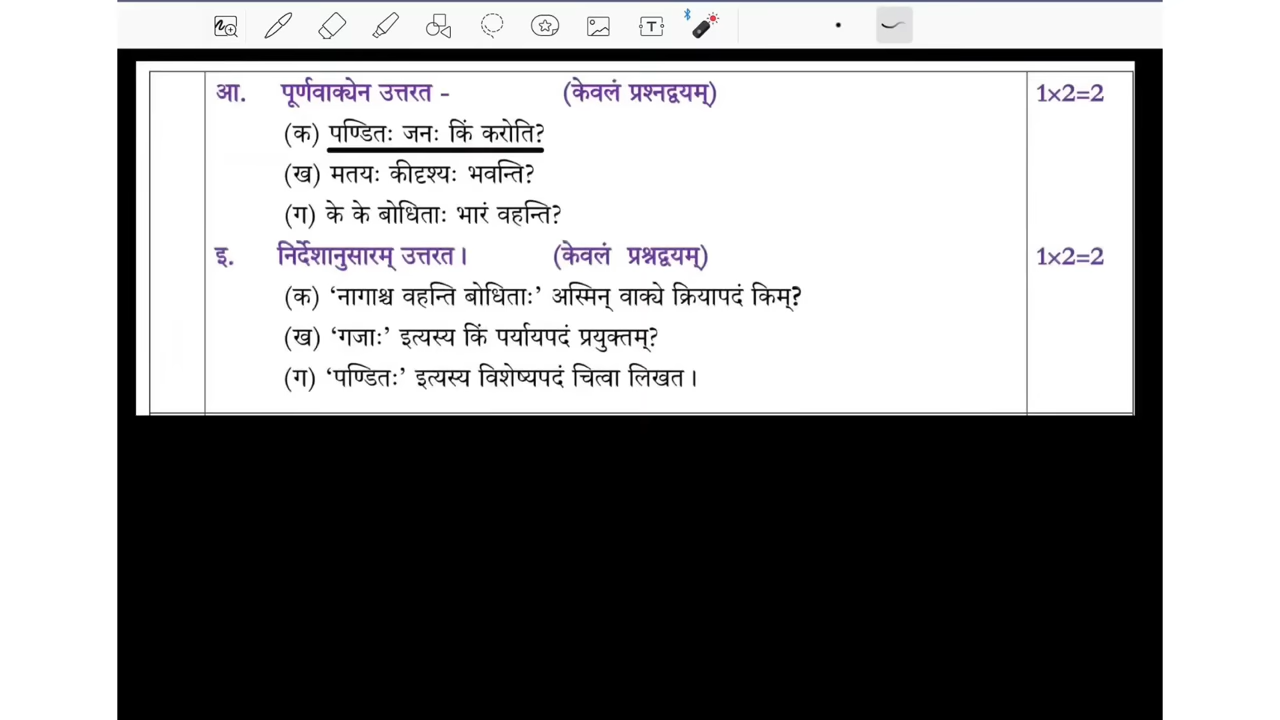 आ. पूर्णवाक्येन उत्तरत - (केवलं प्रश्नद्वयम्) 1×2=2
(क) पण्डितः जनः किं करोति?
(ख) मतयः कीदृश्यः भवन्ति?
(ग) के के बोधिताः भारं वहन्ति?
इ. निर्देशानुसारम् उत्तरत। (केवलं प्रश्नद्वयम्) 1×2=2
(क) ‘नागाश्च वहन्ति बोधिताः’ अस्मिन् वाक्ये क्रियापदं किम्?
(ख) ‘गजाः’ इत्यस्य किं पर्यायपदं प्रयुक्तम्?
(ग) ‘पण्डितः’ इत्यस्य विशेष्यपदं चित्वा लिखत।